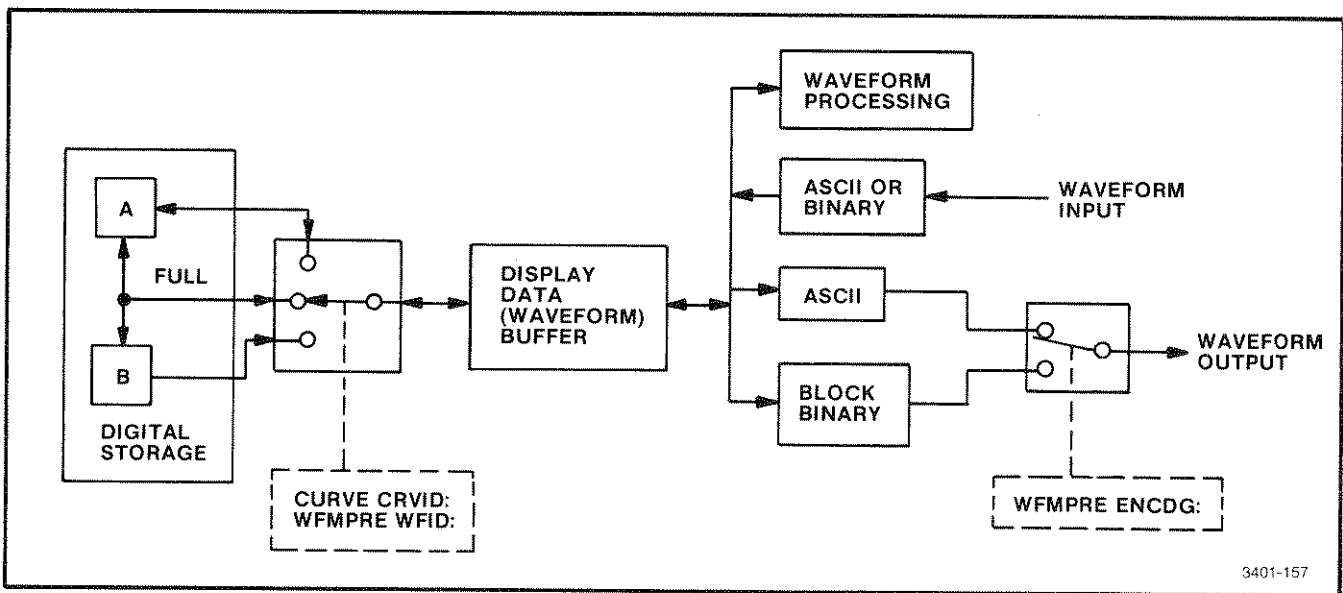 WAVEFORM
PROCESSING
ASCII OR
BINARY
WAVEFORM
INPUT
A
FULL
B
DIGITAL
STORAGE
DISPLAY
DATA
(WAVEFORM)
BUFFER
ASCII
BLOCK
BINARY
WAVEFORM
OUTPUT
CURVE CRVID:
WFMPRE WFID:
WFMPRE ENCDG:
3401-157